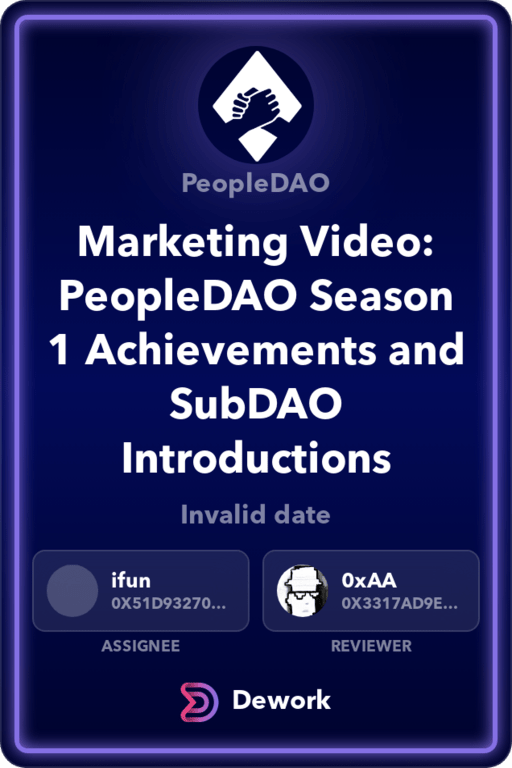 PeopleDAO
Marketing Video:
PeopleDAO Season
1 Achievements and
SubDAO
Introductions
Invalid date
ifun
0X51D93270...
ASSIGNEE
0xAA
0X3317AD9E...
REVIEWER
Dework